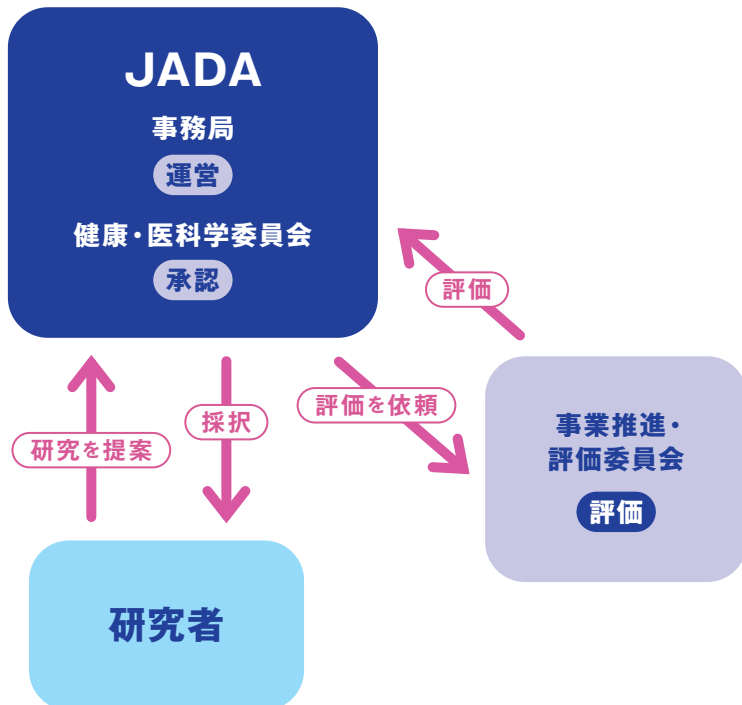 JADA
事務局
運営
健康・医科学委員会
承認
評価
研究を提案
採択
評価を依頼
事業推進・
評価委員会
評価
研究者